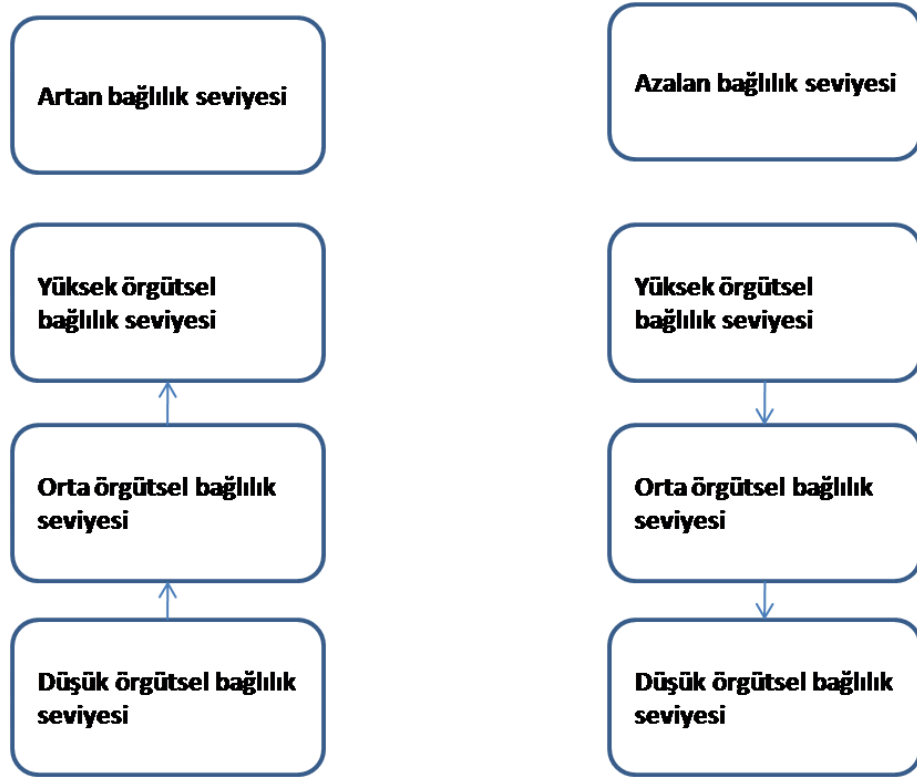 Artan bağlılık seviyesi
Azalan bağlılık seviyesi
Yüksek örgütsel
bağlılık seviyesi
Yüksek örgütsel
bağlılık seviyesi
Orta örgütsel bağlılık
seviyesi
Orta örgütsel bağlılık
seviyesi
Düşük örgütsel bağlılık
seviyesi
Düşük örgütsel bağlılık
seviyesi